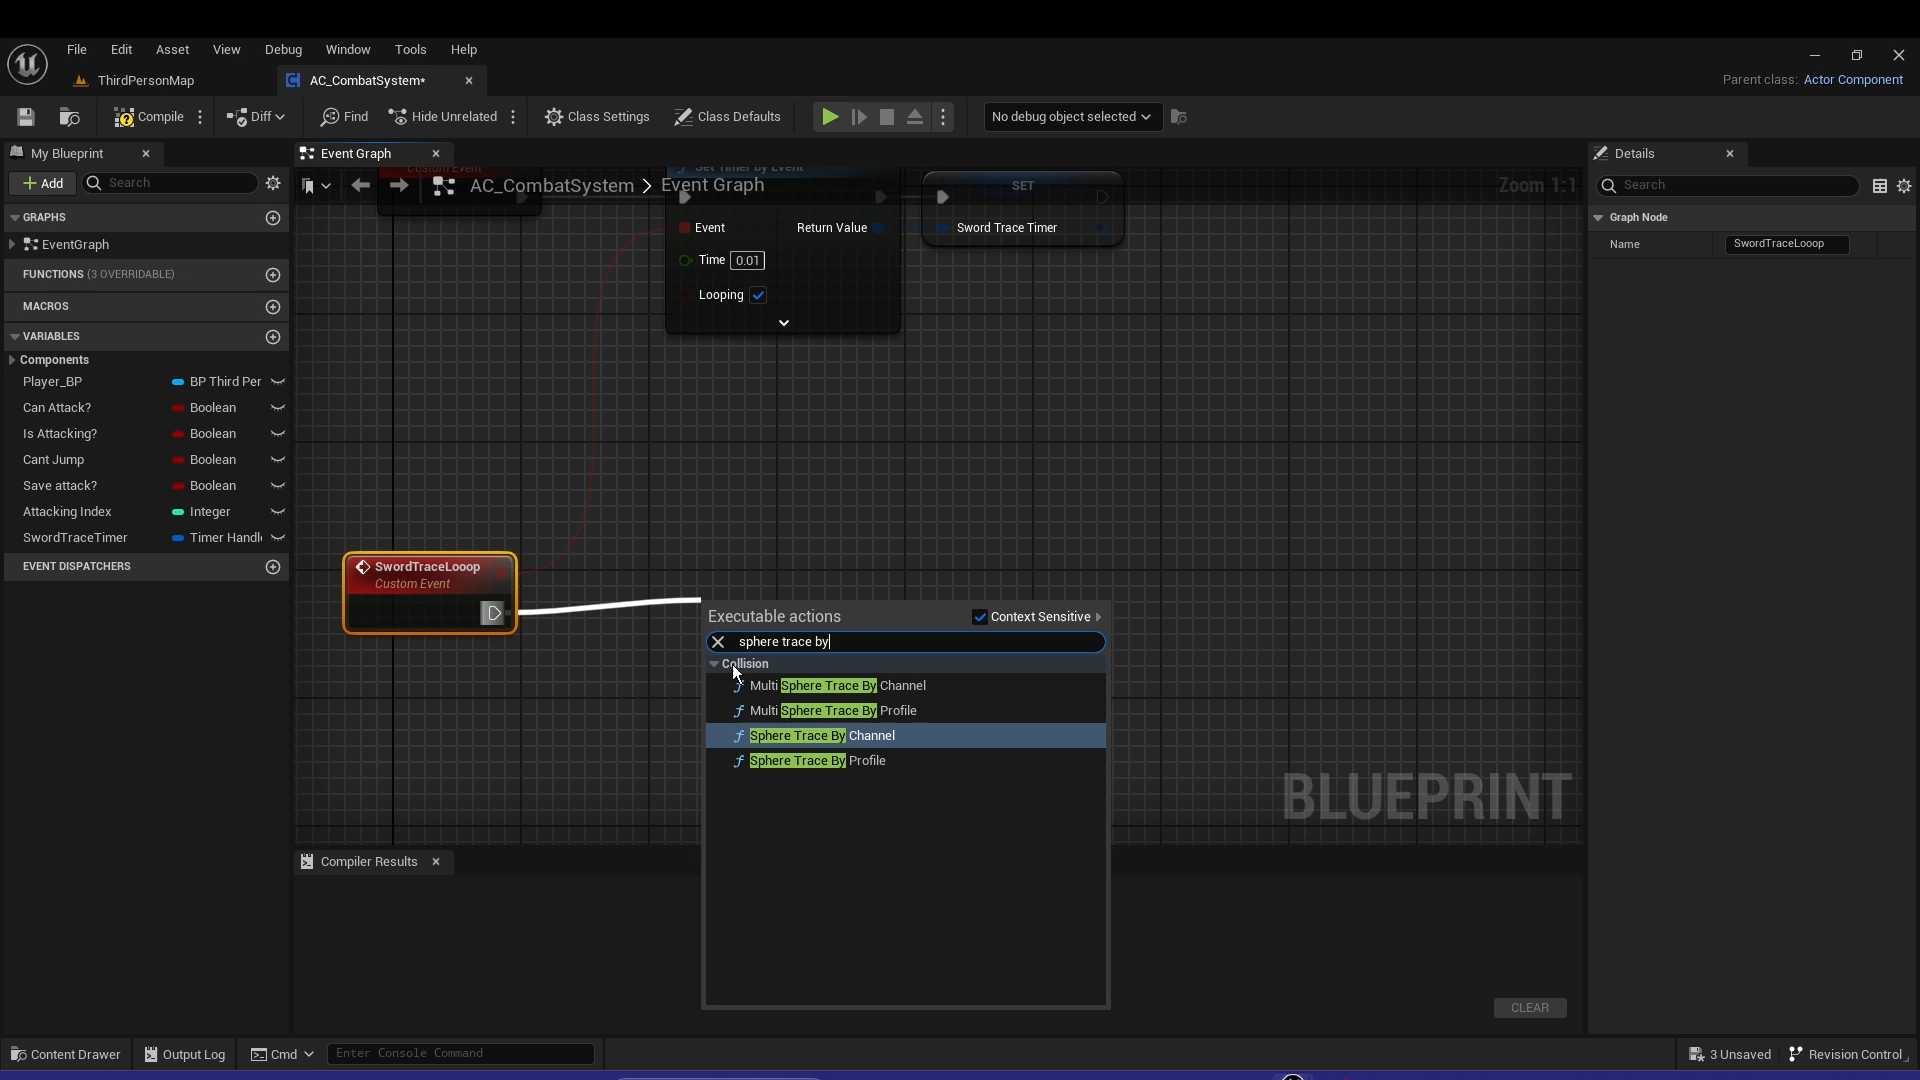 File Edit Asset View Debug Window Tools Help
ThirdPersonMap
AC_CombatSystem*
Parent class: Actor Component
Compile
Diff
Find
Hide Unrelated
Class Settings
Class Defaults
No debug object selected
My Blueprint
Event Graph
Details
Add
Search
AC_CombatSystem > Event Graph
Zoom 1:1
Search
GRAPHS
EventGraph
FUNCTIONS (3 OVERRIDABLE)
MACROS
VARIABLES
Components
Player_BP BP Third Per
Can Attack? Boolean
Is Attacking? Boolean
Cant Jump Boolean
Save attack? Boolean
Attacking Index Integer
SwordTraceTimer Timer Handl
EVENT DISPATCHERS
Custom Event
Set Timer by Event
Event Return Value
Time 0.01
Looping
SET
Sword Trace Timer
Graph Node
Name SwordTraceLooop
SwordTraceLooop
Custom Event
Executable actions
Context Sensitive
sphere trace by
Collision
Multi Sphere Trace By Channel
Multi Sphere Trace By Profile
Sphere Trace By Channel
Sphere Trace By Profile
BLUEPRINT
Compiler Results
CLEAR
Content Drawer
Output Log
Cmd
Enter Console Command
3 Unsaved
Revision Control